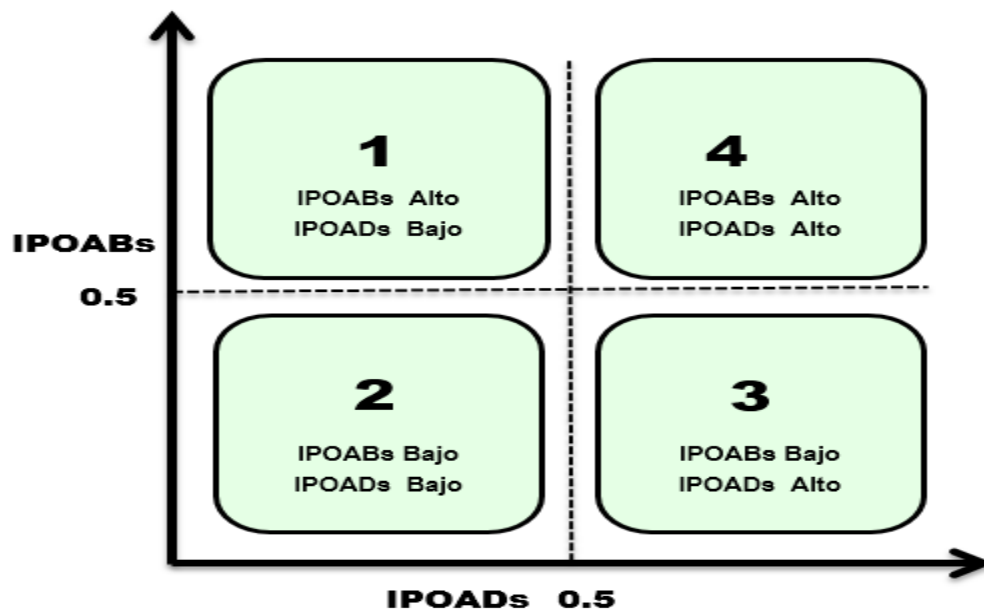 1
IPOABs Alto
IPOADs Bajo
4
IPOABs Alto
IPOADs Alto
IPOABs
0.5
2
IPOABs Bajo
IPOADs Bajo
3
IPOABs Bajo
IPOADs Alto
IPOADs 0.5